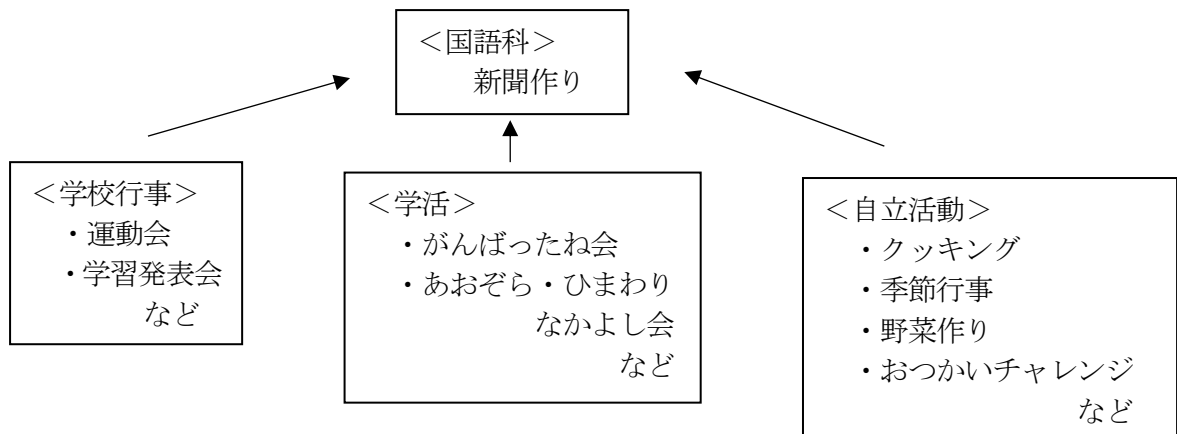 ＜国語科＞
新聞作り
＜学校行事＞
・運動会
・学習発表会
など
＜学活＞
・がんばったね会
・あおぞら・ひまわり
なかよし会
など
＜自立活動＞
・クッキング
・季節行事
・野菜作り
・おつかいチャレンジ
など